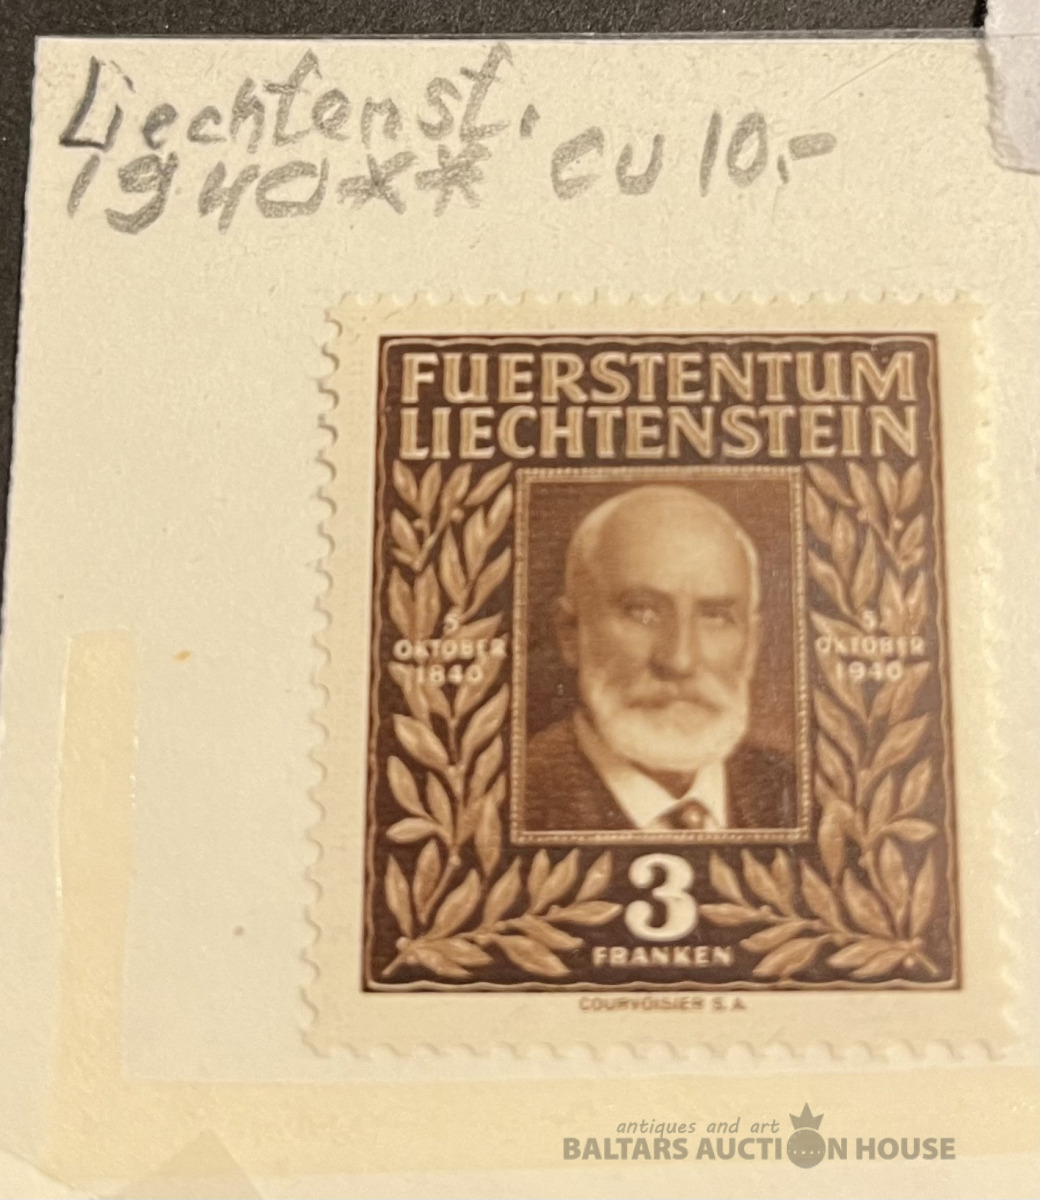 Liechtenst.
1940** CU 10,-
FUERSTENTUM
LIECHTENSTEIN
5.
OKTOBER
1840
5.
OKTOBER
1940
3
FRANKEN
COURVOISIER S. A.
antiques and art
BALTARS AUCTION HOUSE